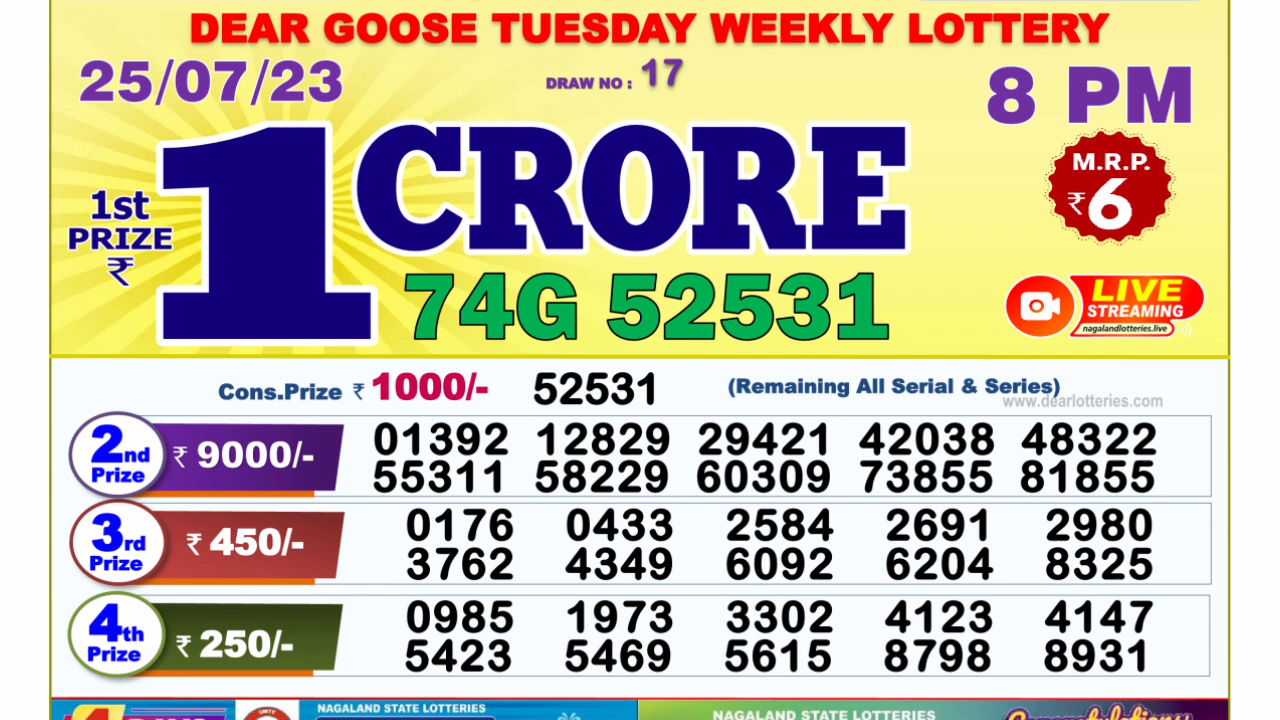 DEAR GOOSE TUESDAY WEEKLY LOTTERY
25/07/23
DRAW NO : 17
8 PM
1st
PRIZE
₹
1 CRORE
74G 52531
M.R.P.
₹ 6
LIVE
STREAMING
nagalandlotteries.live
Cons.Prize ₹ 1000/- 52531 (Remaining All Serial & Series)
www.dearlotteries.com
2nd Prize ₹ 9000/-
01392 12829 29421 42038 48322
55311 58229 60309 73855 81855
3rd Prize ₹ 450/-
0176 0433 2584 2691 2980
3762 4349 6092 6204 8325
4th Prize ₹ 250/-
0985 1973 3302 4123 4147
5423 5469 5615 8798 8931
NAGALAND STATE LOTTERIES
NAGALAND STATE LOTTERIES